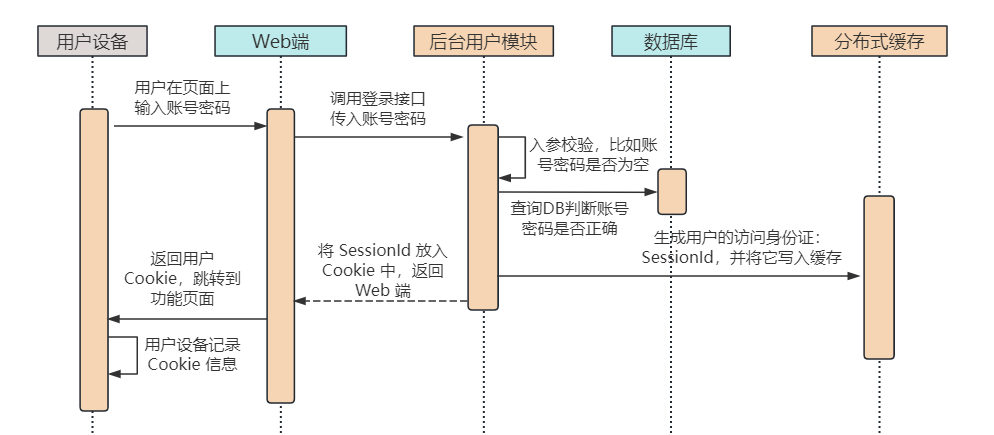 用户设备
Web端
后台用户模块
数据库
分布式缓存
用户在页面上
输入账号密码
调用登录接口
传入账号密码
入参校验，比如账
号密码是否为空
查询DB判断账号
密码是否正确
生成用户的访问身份证：
SessionId，并将它写入缓存
将 SessionId 放入
Cookie 中，返回
Web 端
返回用户
Cookie，跳转到
功能页面
用户设备记录
Cookie 信息